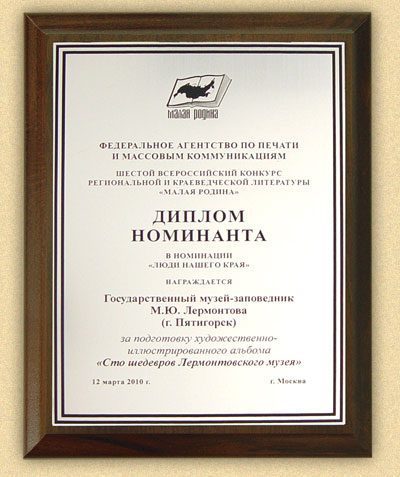 МАЛАЯ РОДИНА
ФЕДЕРАЛЬНОЕ АГЕНТСТВО ПО ПЕЧАТИ
И МАССОВЫМ КОММУНИКАЦИЯМ
ШЕСТОЙ ВСЕРОССИЙСКИЙ КОНКУРС
РЕГИОНАЛЬНОЙ И КРАЕВЕДЧЕСКОЙ ЛИТЕРАТУРЫ
«МАЛАЯ РОДИНА»
ДИПЛОМ
НОМИНАНТА
В НОМИНАЦИИ
«ЛЮДИ НАШЕГО КРАЯ»
НАГРАЖДАЕТСЯ
Государственный музей-заповедник
М.Ю. Лермонтова
(г. Пятигорск)
за подготовку художественно-
иллюстрированного альбома
«Сто шедевров Лермонтовского музея»
12 марта 2010 г. г. Москва